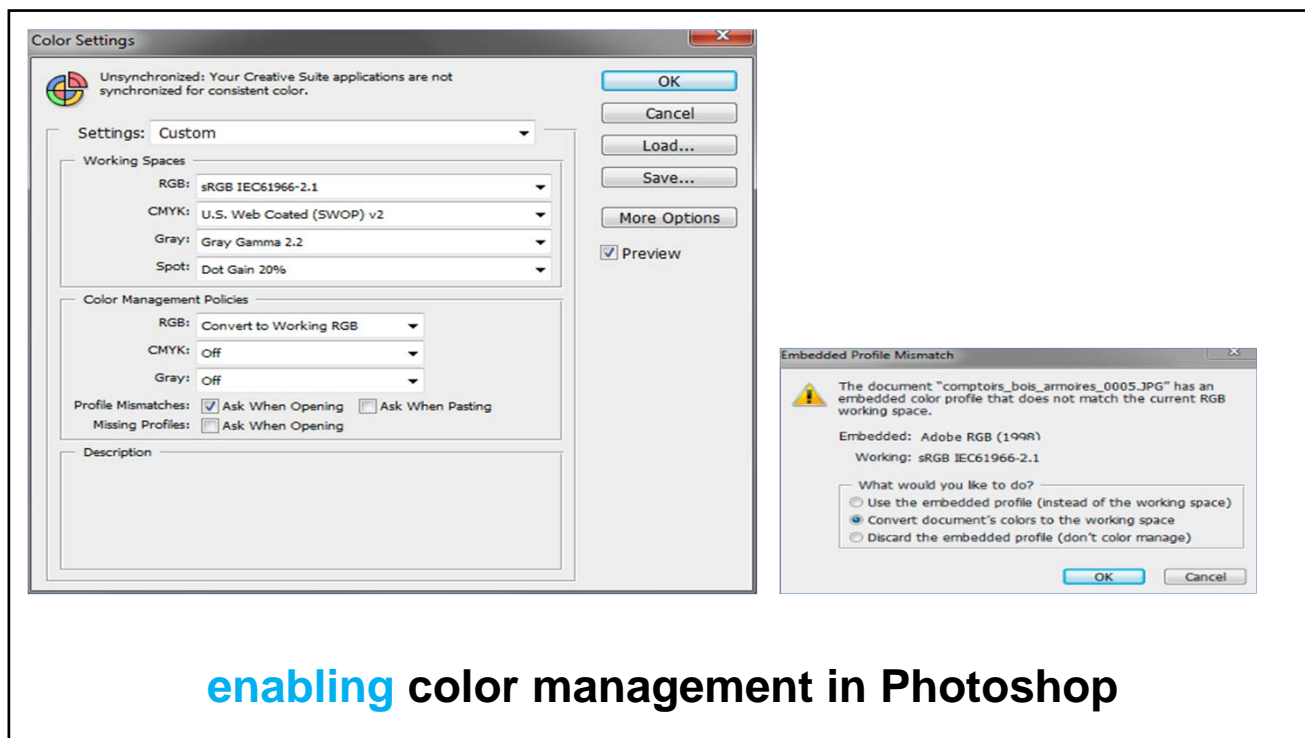 Color Settings
Unsynchronized: Your Creative Suite applications are not
synchronized for consistent color.
OK
Cancel
Load...
Save...
More Options
Preview
Settings: Custom
Working Spaces
RGB: sRGB IEC61966-2.1
CMYK: U.S. Web Coated (SWOP) v2
Gray: Gray Gamma 2.2
Spot: Dot Gain 20%
Color Management Policies
RGB: Convert to Working RGB
CMYK: Off
Gray: Off
Profile Mismatches: Ask When Opening Ask When Pasting
Missing Profiles: Ask When Opening
Description
Embedded Profile Mismatch
The document "comptoirs_bois_armoires_0005.JPG" has an
embedded color profile that does not match the current RGB
working space.
Embedded: Adobe RGB (1998)
Working: sRGB IEC61966-2.1
What would you like to do?
Use the embedded profile (instead of the working space)
Convert document's colors to the working space
Discard the embedded profile (don't color manage)
OK Cancel
enabling color management in Photoshop